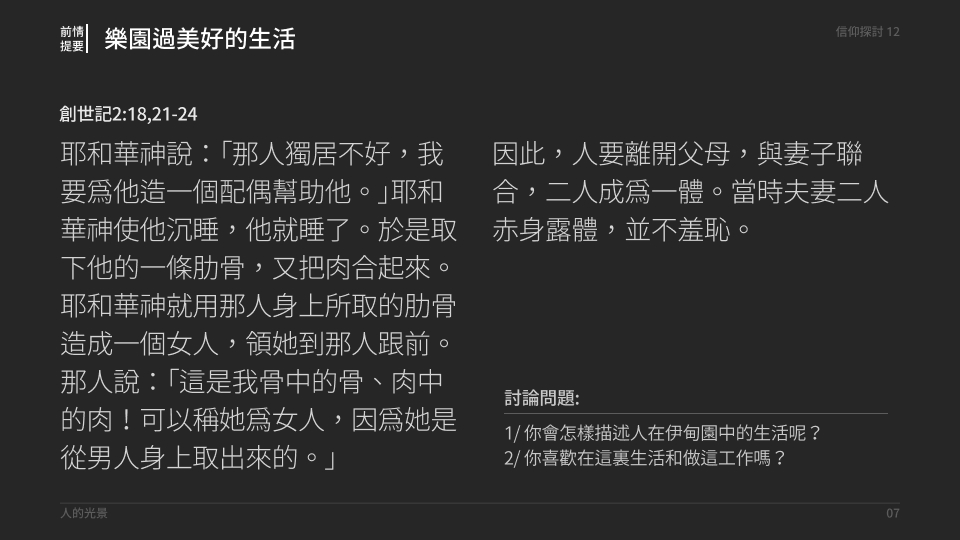 前情
提要
樂園過美好的生活
信仰探討 12
創世記2:18,21-24
耶和華神說：「那人獨居不好，我
要爲他造一個配偶幫助他。」耶和
華神使他沉睡，他就睡了。於是取
下他的一條肋骨，又把肉合起來。
耶和華神就用那人身上所取的肋骨
造成一個女人，領她到那人跟前。
那人說：「這是我骨中的骨、肉中
的肉！可以稱她爲女人，因爲她是
從男人身上取出來的。」
因此，人要離開父母，與妻子聯
合，二人成爲一體。當時夫妻二人
赤身露體，並不羞恥。
討論問題:
1/ 你會怎樣描述人在伊甸園中的生活呢？
2/ 你喜歡在這裏生活和做這工作嗎？
人的光景
07